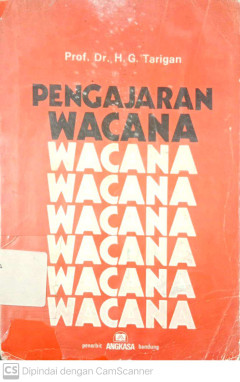 Prof. Dr. H. G. Tarigan
PENGAJARAN
WACANA
WACANA
WACANA
WACANA
WACANA
WACANA
WACANA
penerbit ANGKASA bandung
CS Dipindai dengan CamScanner